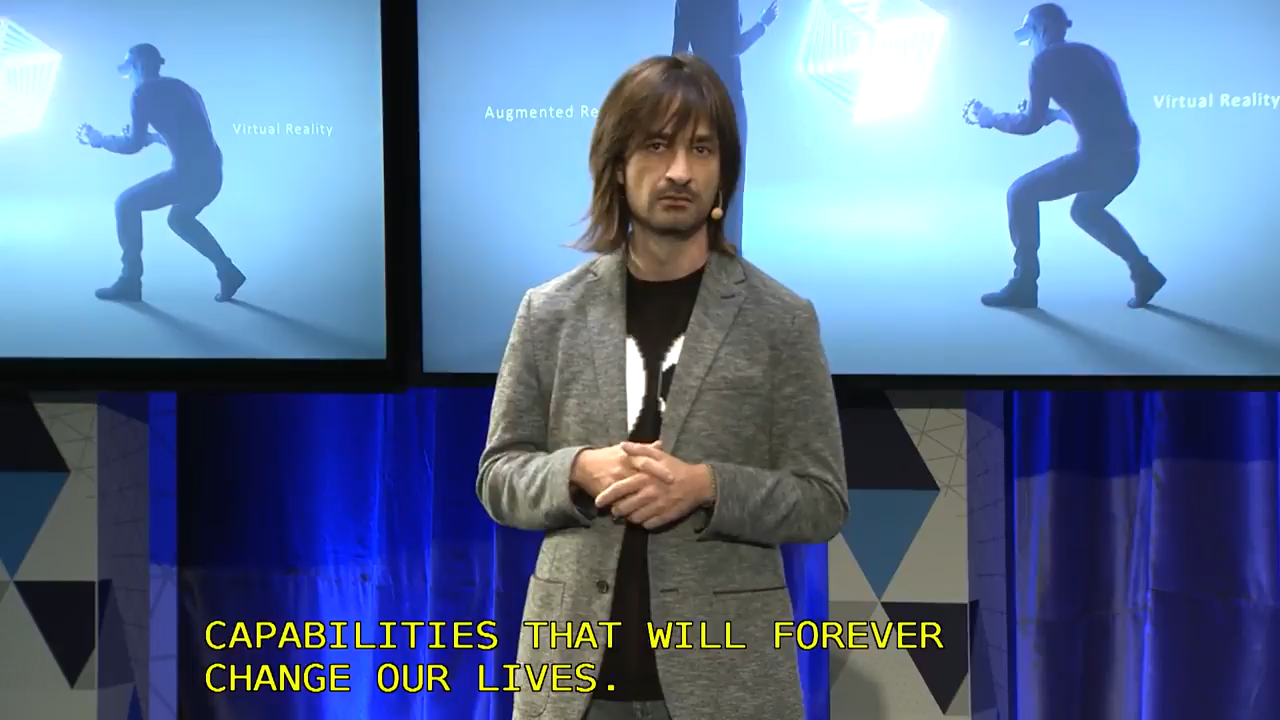 Virtual Reality
Augmented Re
Virtual Reality
CAPABILITIES THAT WILL FOREVER
CHANGE OUR LIVES.